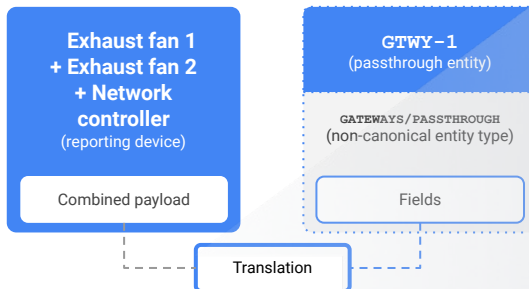 Exhaust fan 1
+ Exhaust fan 2
+ Network
controller
(reporting device)
Combined payload
GTWY-1
(passthrough entity)
GATEWAYS/PASSTHROUGH
(non-canonical entity type)
Fields
Translation